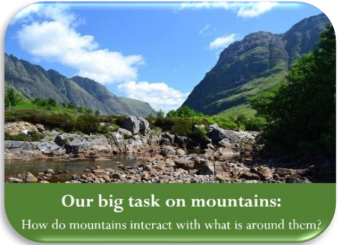 Our big task on mountains:
How do mountains interact with what is around them?